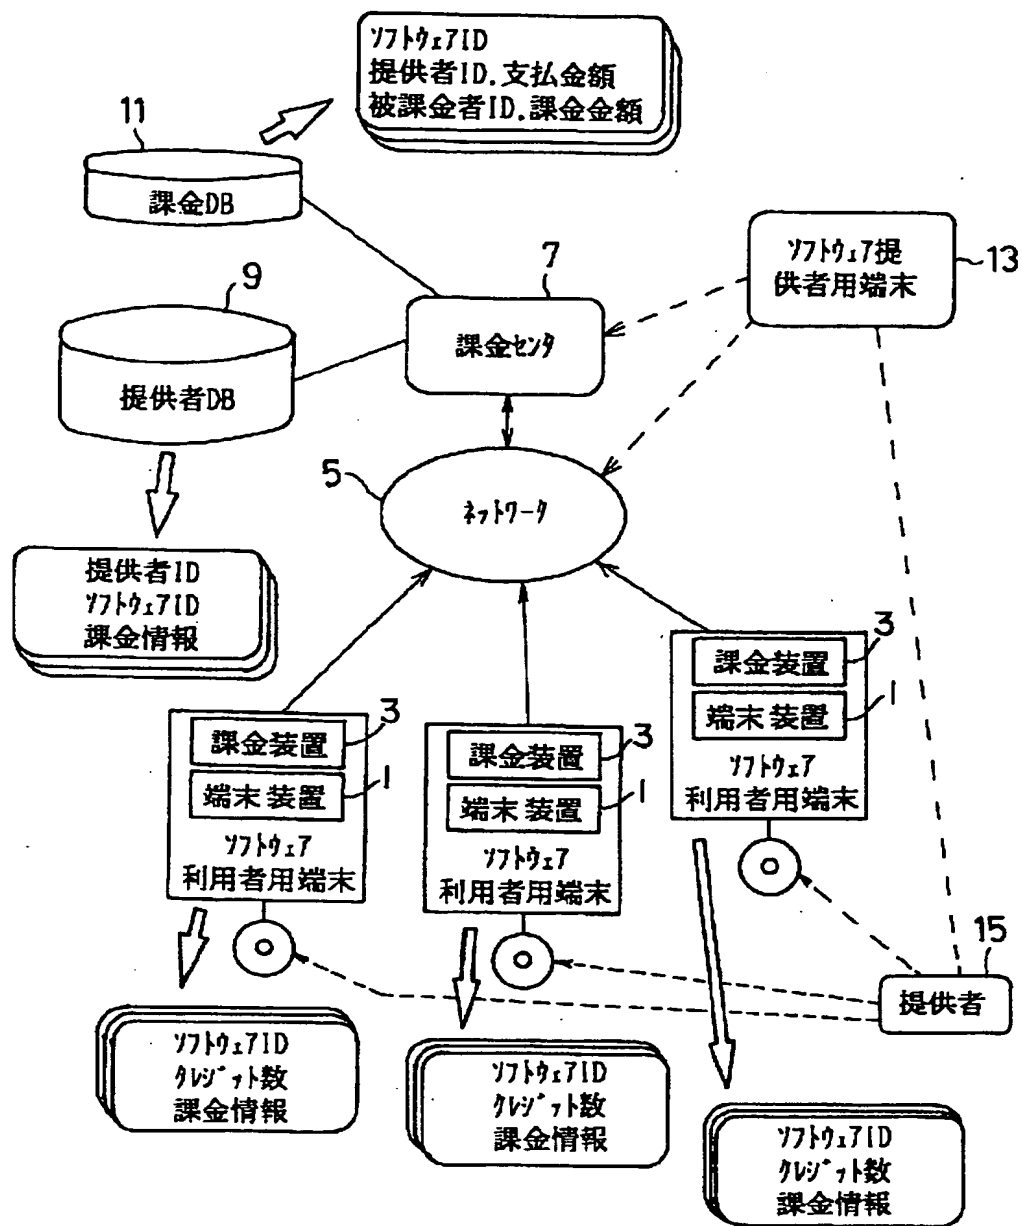 ソフトウェアID
提供者ID.支払金額
被課金者ID.課金金額
11
課金DB
ソフトウェア提
供者用端末
13
7
課金センタ
9
提供者DB
5
ネットワーク
提供者ID
ソフトウェアID
課金情報
3
課金装置
1
端末装置
ソフトウェア
利用者用端末
3
課金装置
1
端末装置
ソフトウェア
利用者用端末
3
課金装置
1
端末装置
ソフトウェア
利用者用端末
15
提供者
ソフトウェアID
クレジット数
課金情報
ソフトウェアID
クレジット数
課金情報
ソフトウェアID
クレジット数
課金情報